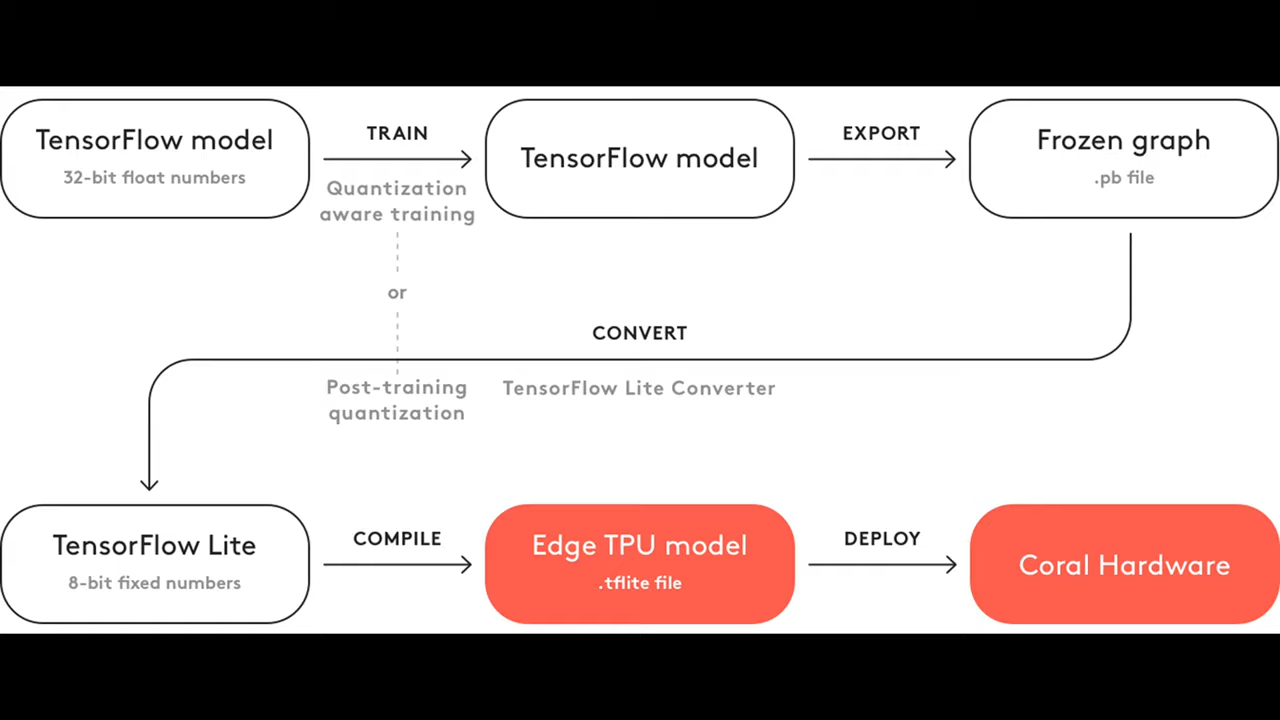 TensorFlow model
32-bit float numbers
TRAIN
Quantization
aware training
or
Post-training
quantization
TensorFlow model
EXPORT
Frozen graph
.pb file
CONVERT
TensorFlow Lite Converter
TensorFlow Lite
8-bit fixed numbers
COMPILE
Edge TPU model
.tflite file
DEPLOY
Coral Hardware